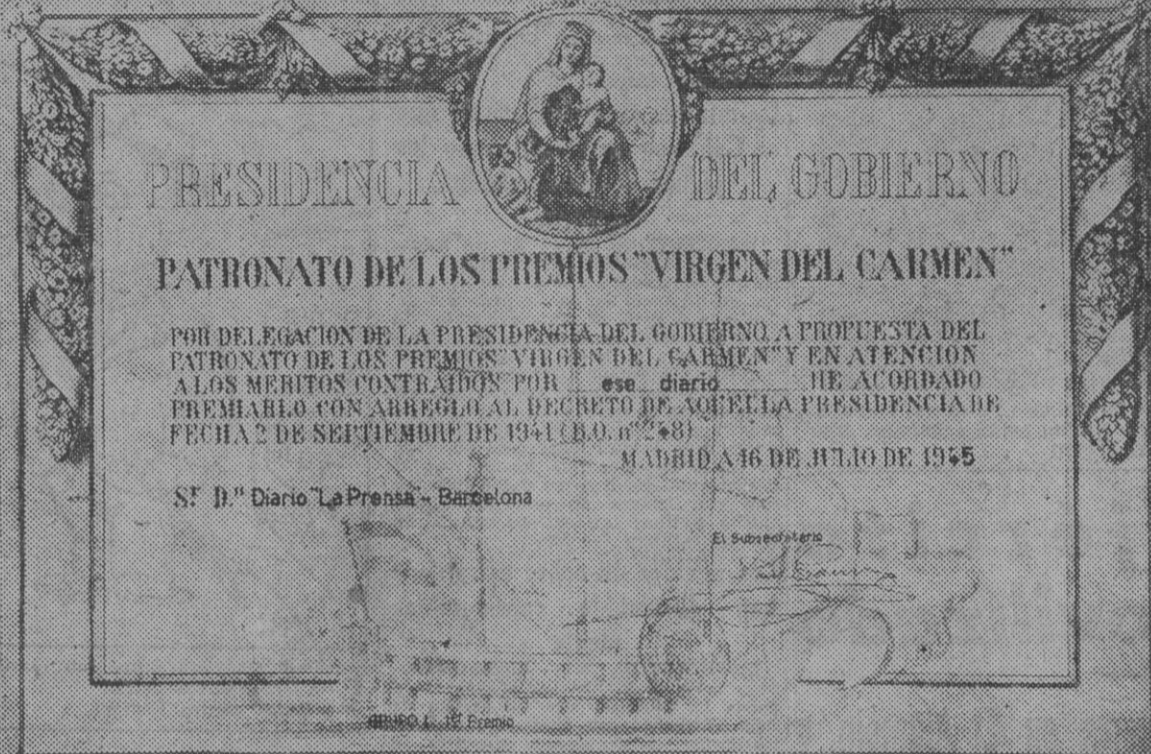 PRESIDENCIA DEL GOBIERNO
PATRONATO DE LOS PREMIOS "VIRGEN DEL CARMEN"
POR DELEGACION DE LA PRESIDENCIA DEL GOBIERNO, A PROPUESTA DEL
PATRONATO DE LOS PREMIOS "VIRGEN DEL CARMEN" Y EN ATENCION
A LOS MERITOS CONTRAIDOS POR ese diario HE ACORDADO
PREMIARLO CON ARREGLO AL DECRETO DE AQUELLA PRESIDENCIA DE
FECHA 2 DE SEPTIEMBRE DE 1941 (B.O. nº 248)
MADRID, A 16 DE JULIO DE 1945
Sr. D.n Diario "La Prensa" - Barcelona
El Subsecretario
GRUPO I. 1er Premio